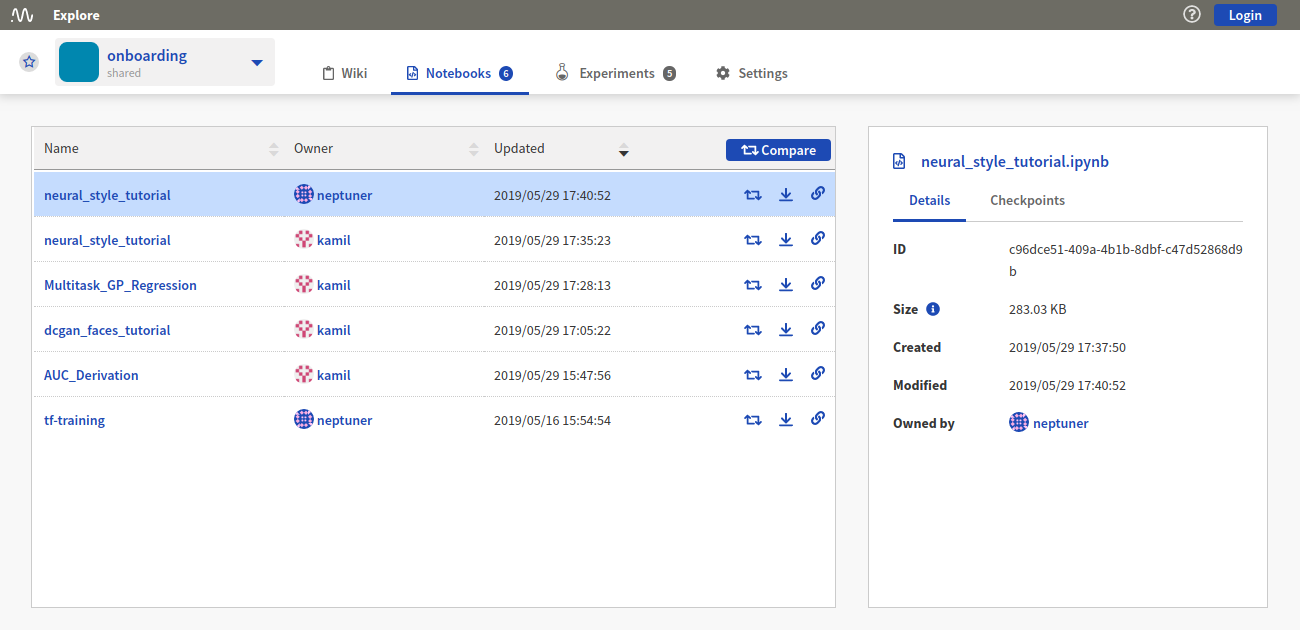 Explore
Login
onboarding
shared
Wiki
Notebooks 6
Experiments 5
Settings
Name Owner Updated Compare
neural_style_tutorial neptuner 2019/05/29 17:40:52
neural_style_tutorial kamil 2019/05/29 17:35:23
Multitask_GP_Regression kamil 2019/05/29 17:28:13
dcgan_faces_tutorial kamil 2019/05/29 17:05:22
AUC_Derivation kamil 2019/05/29 15:47:56
tf-training neptuner 2019/05/16 15:54:54
neural_style_tutorial.ipynb
Details Checkpoints
ID c96dce51-409a-4b1b-8dbf-c47d52868d9
b
Size 283.03 KB
Created 2019/05/29 17:37:50
Modified 2019/05/29 17:40:52
Owned by neptuner